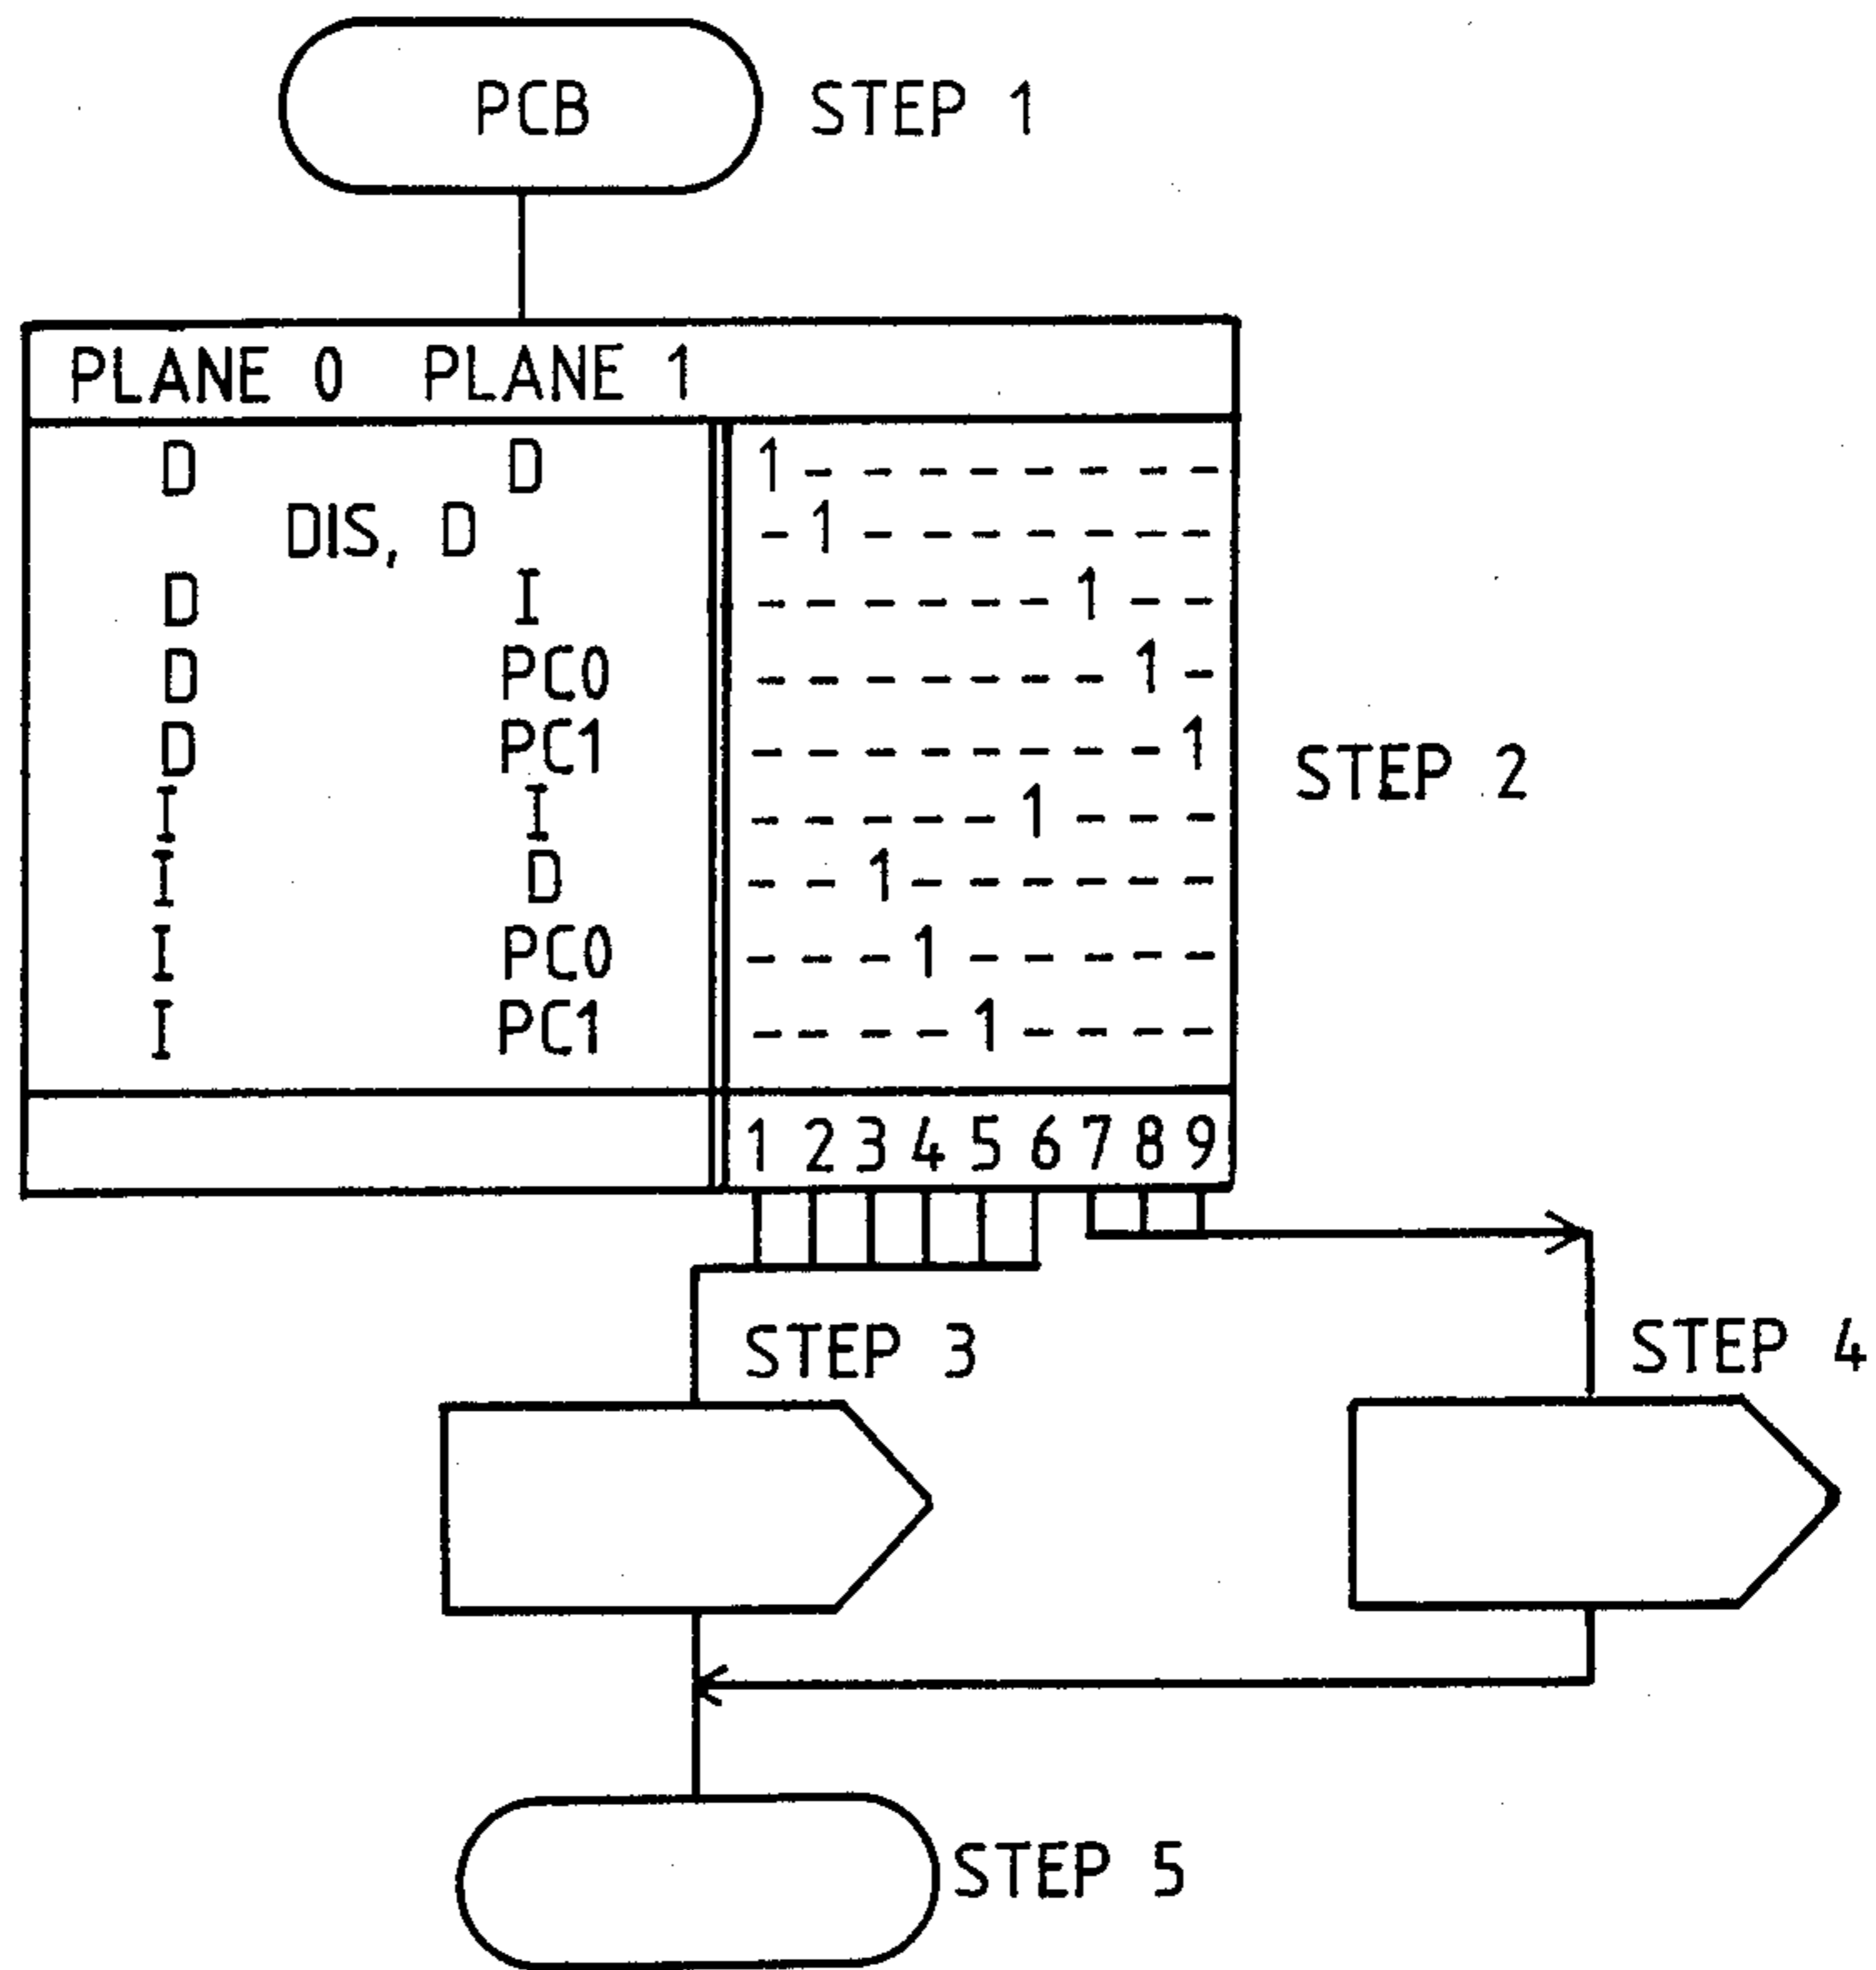 PCB STEP 1
PLANE 0 PLANE 1
D D 1 - - - - - - - -
DIS, D - 1 - - - - - - -
D I - - - - - - 1 - -
D PC0 - - - - - - - 1 -
D PC1 - - - - - - - - 1
STEP 2
I I - - - - - 1 - - -
I D - - 1 - - - - - -
I PC0 - - - 1 - - - - -
I PC1 - - - - 1 - - - -
1 2 3 4 5 6 7 8 9
STEP 3
STEP 4
STEP 5